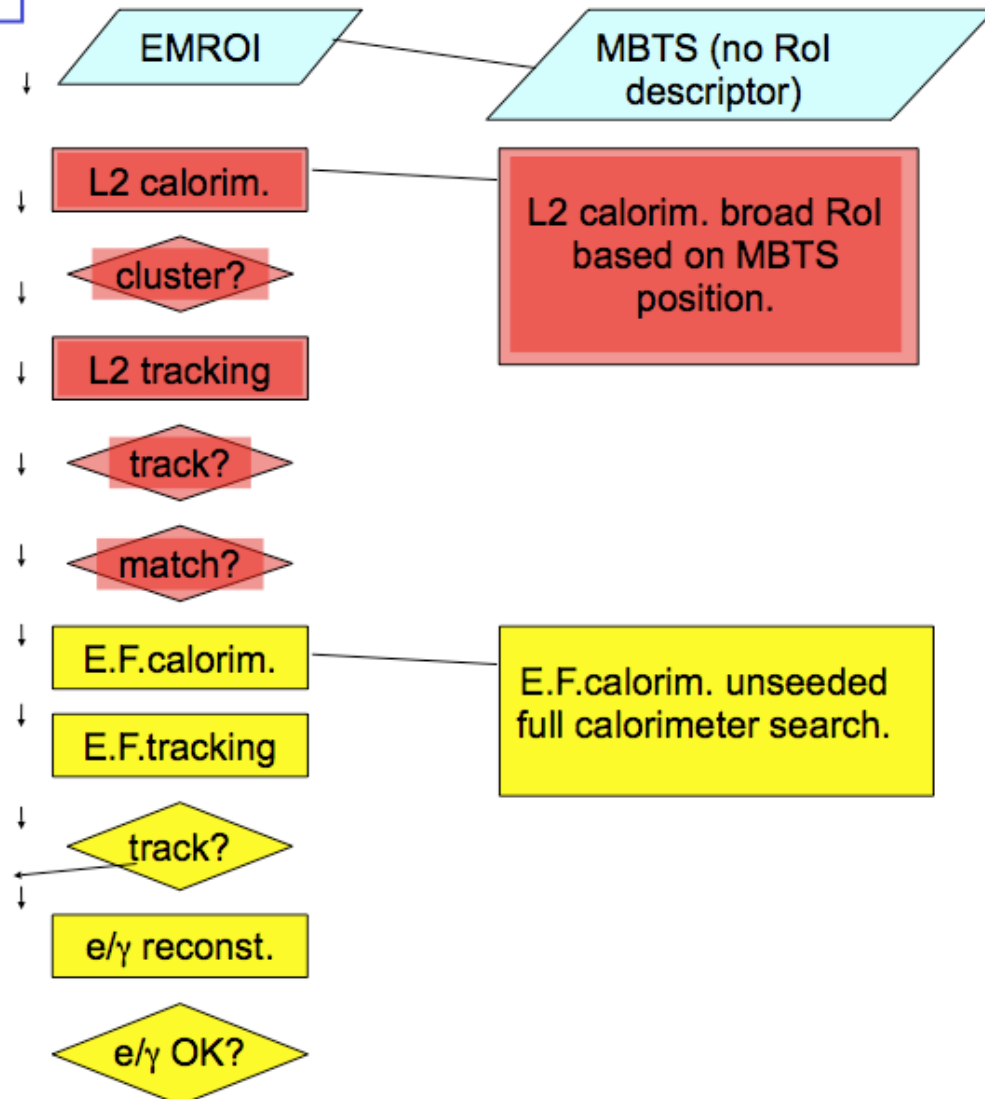 EMROI
MBTS (no RoI
descriptor)
L2 calorim.
L2 calorim. broad RoI
based on MBTS
position.
cluster?
L2 tracking
track?
match?
E.F.calorim.
E.F.calorim. unseeded
full calorimeter search.
E.F.tracking
track?
e/γ reconst.
e/γ OK?